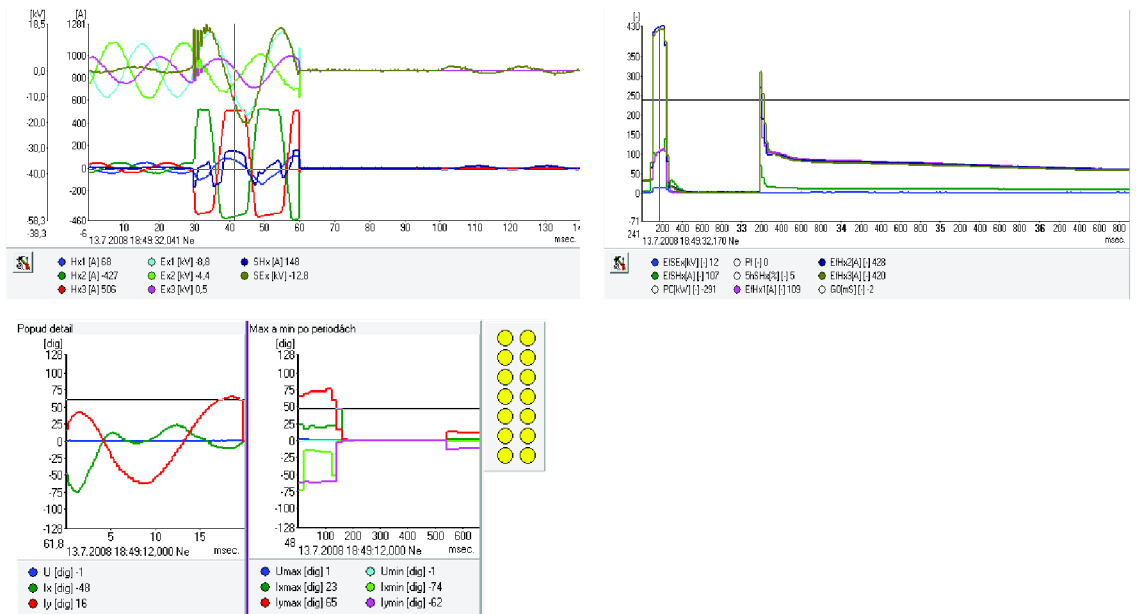 [kV] [A]
18,5 1281
1000
0,0 800
-10,0 600
-20,0 400
-30,0 200
-40,0 0
-200
-58,3 -460
-38,3 -6 10 20 30 40 50 60 70 80 90 100 110 120 130 14
13.7.2008 18:49:32,041 Ne msec.
Hx1 [A] 68 Ex1 [kV] -8,8 SHx [A] 148
Hx2 [A] -427 Ex2 [kV] -4,4 SEx [kV] -12,8
Hx3 [A] 506 Ex3 [kV] 0,5
[-]
430
350
300
250
200
150
100
50
0
-71
241 200 600 800 33 200 400 600 800 34 200 400 600 800 35 200 400 600 800 36 200 400 600 800
13.7.2008 18:49:32,170 Ne msec.
EfSEx[kV] [-] 12 Pf [-] 0 EfHx2[A] [-] 428
EfSHx[A] [-] 107 5hSHx[%] [-] 5 EfHx3[A] [-] 420
PC[kW] [-] -291 EfHx1[A] [-] 109 G0[mS] [-] -2
Popud detail
[dig]
128
100
75
50
25
0
-25
-50
-75
-100
-128
61,8 5 10 15
13.7.2008 18:49:12,000 Ne msec.
U [dig] -1
Ix [dig] -48
Iy [dig] 16
Max a min po periodách
[dig]
128
100
75
50
25
0
-25
-50
-75
-100
-128
48 100 200 300 400 500 600
13.7.2008 18:49:12,000 Ne msec.
Umax [dig] 1 Umin [dig] -1
Ixmax [dig] 23 Ixmin [dig] -74
Iymax [dig] 65 Iymin [dig] -62